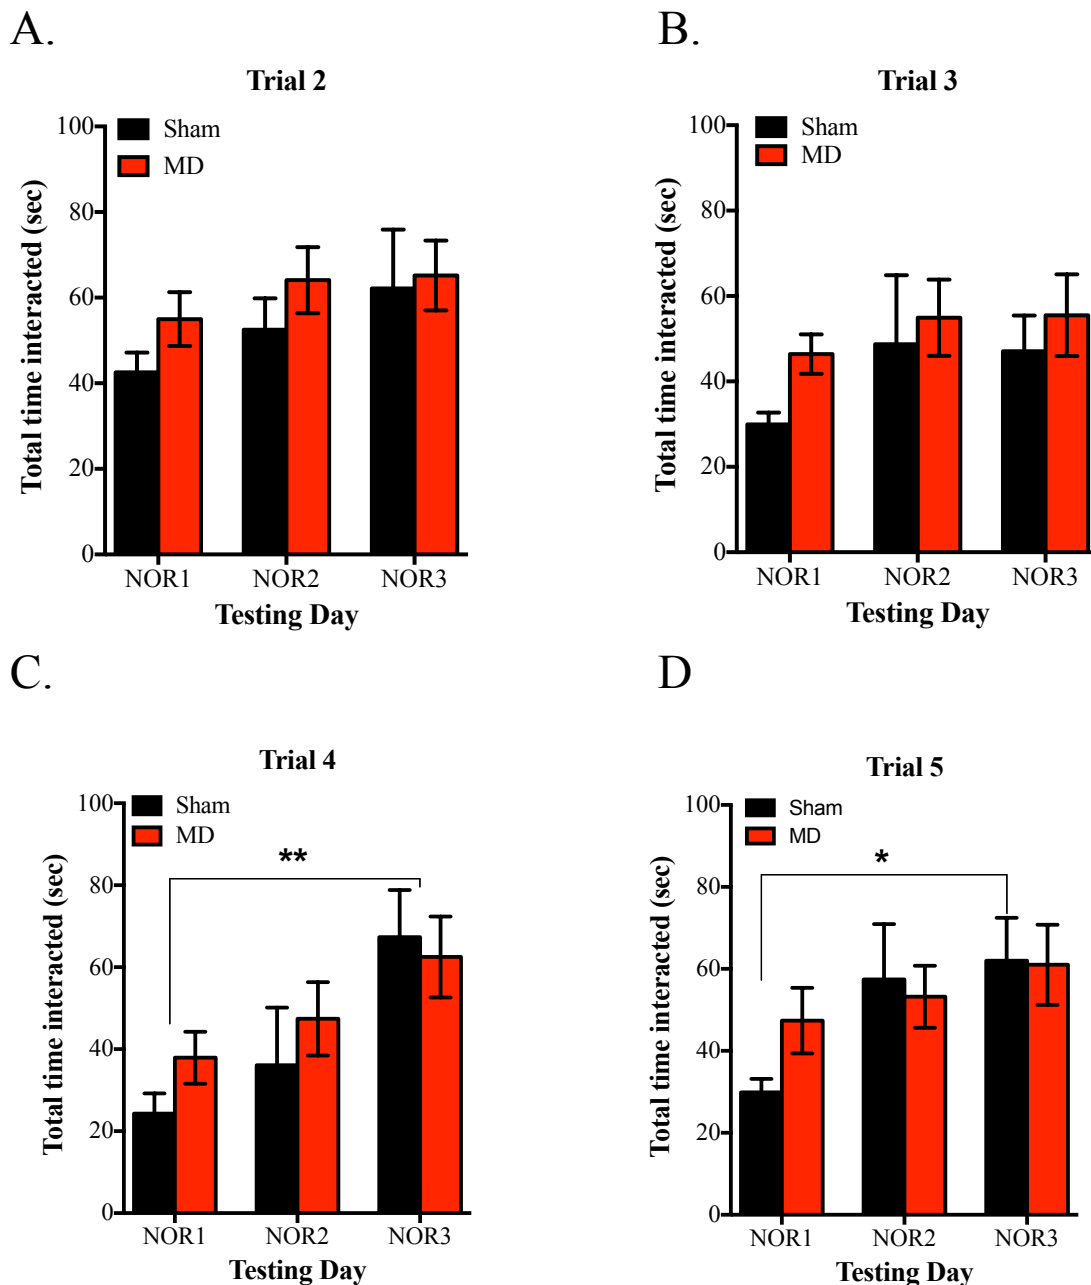 A.
Trial 2
Sham
MD
100
80
60
40
20
0
Total time interacted (sec)
NOR1 NOR2 NOR3
Testing Day
B.
Trial 3
Sham
MD
100
80
60
40
20
0
Total time interacted (sec)
NOR1 NOR2 NOR3
Testing Day
C.
Trial 4
Sham
MD
**
100
80
60
40
20
0
Total time interacted (sec)
NOR1 NOR2 NOR3
Testing Day
D
Trial 5
Sham
MD
*
100
80
60
40
20
0
Total time interacted (sec)
NOR1 NOR2 NOR3
Testing Day